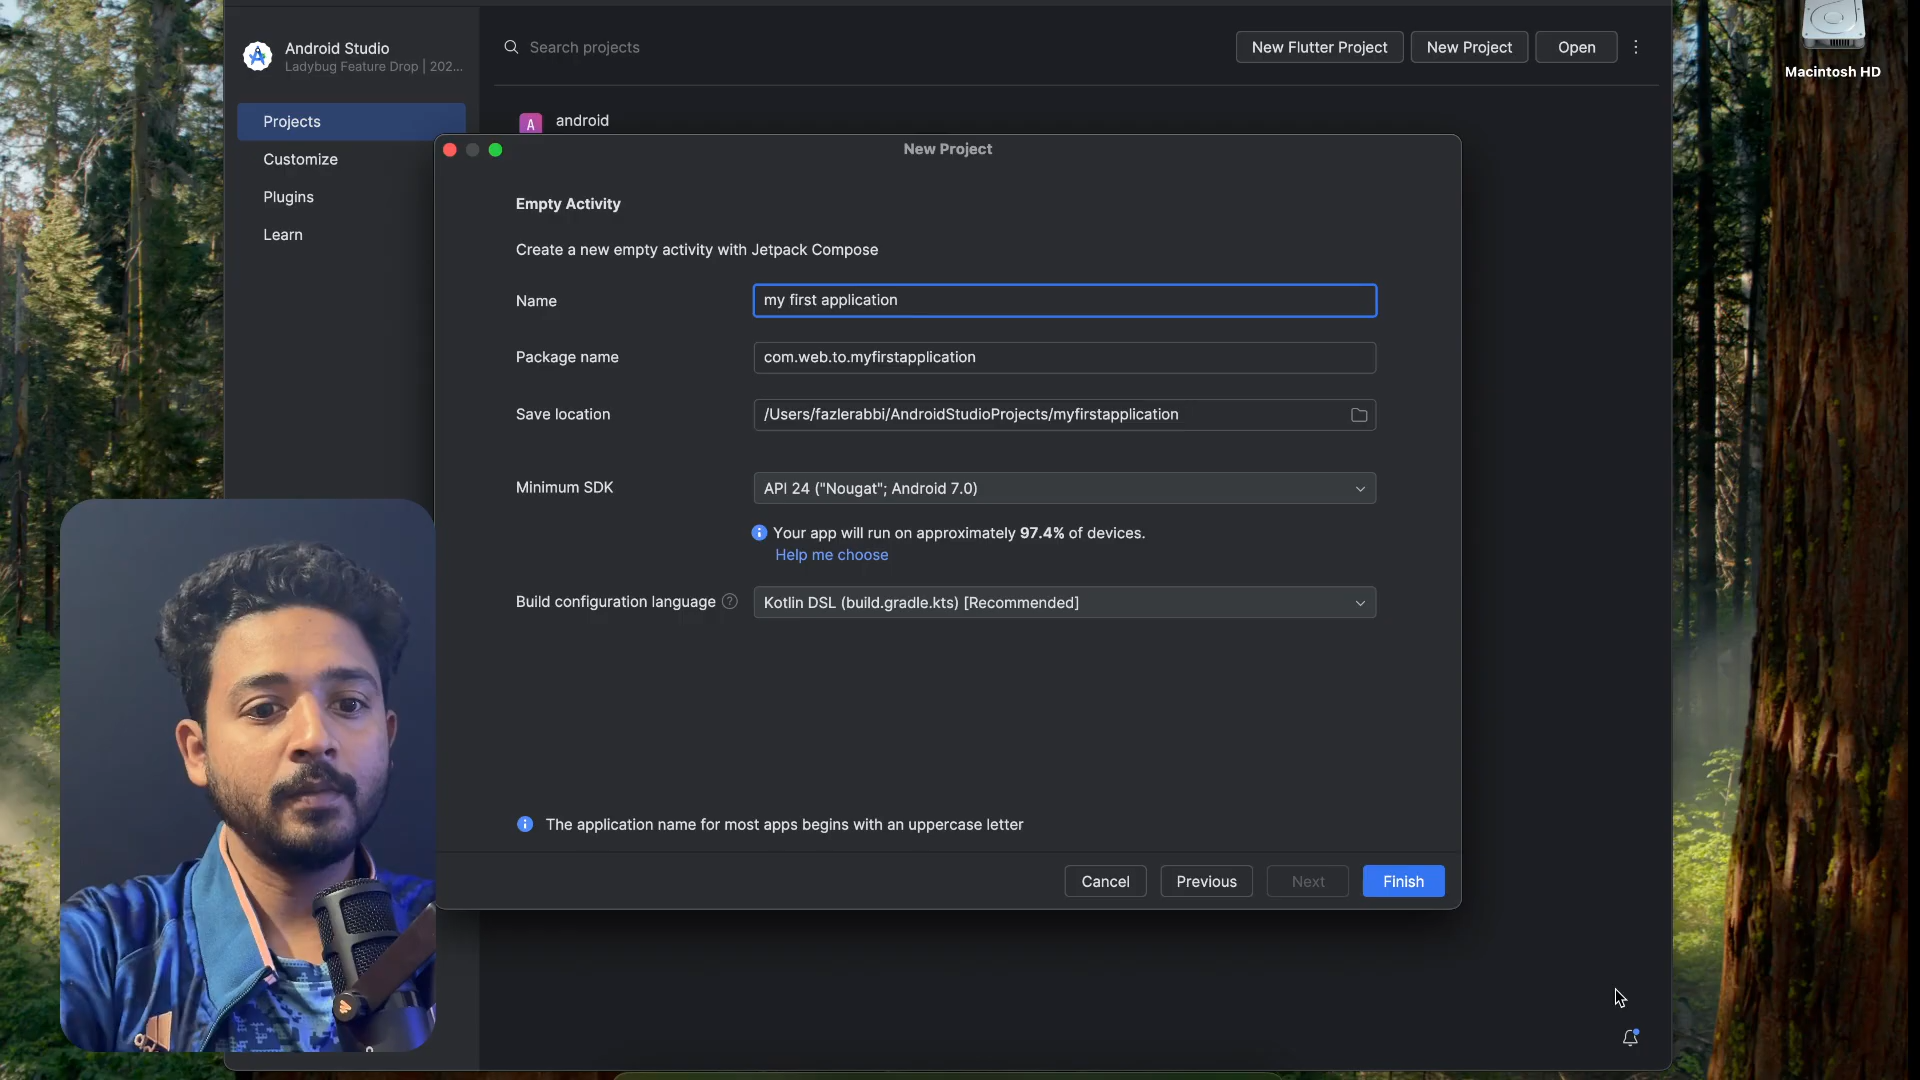 Android Studio
Ladybug Feature Drop | 202...
Search projects
New Flutter Project
New Project
Open
Macintosh HD
Projects
Customize
Plugins
Learn
A
android
New Project
Empty Activity
Create a new empty activity with Jetpack Compose
Name
my first application
Package name
com.web.to.myfirstapplication
Save location
/Users/fazlerabbi/AndroidStudioProjects/myfirstapplication
Minimum SDK
API 24 ("Nougat"; Android 7.0)
Your app will run on approximately 97.4% of devices.
Help me choose
Build configuration language
Kotlin DSL (build.gradle.kts) [Recommended]
The application name for most apps begins with an uppercase letter
Cancel
Previous
Next
Finish